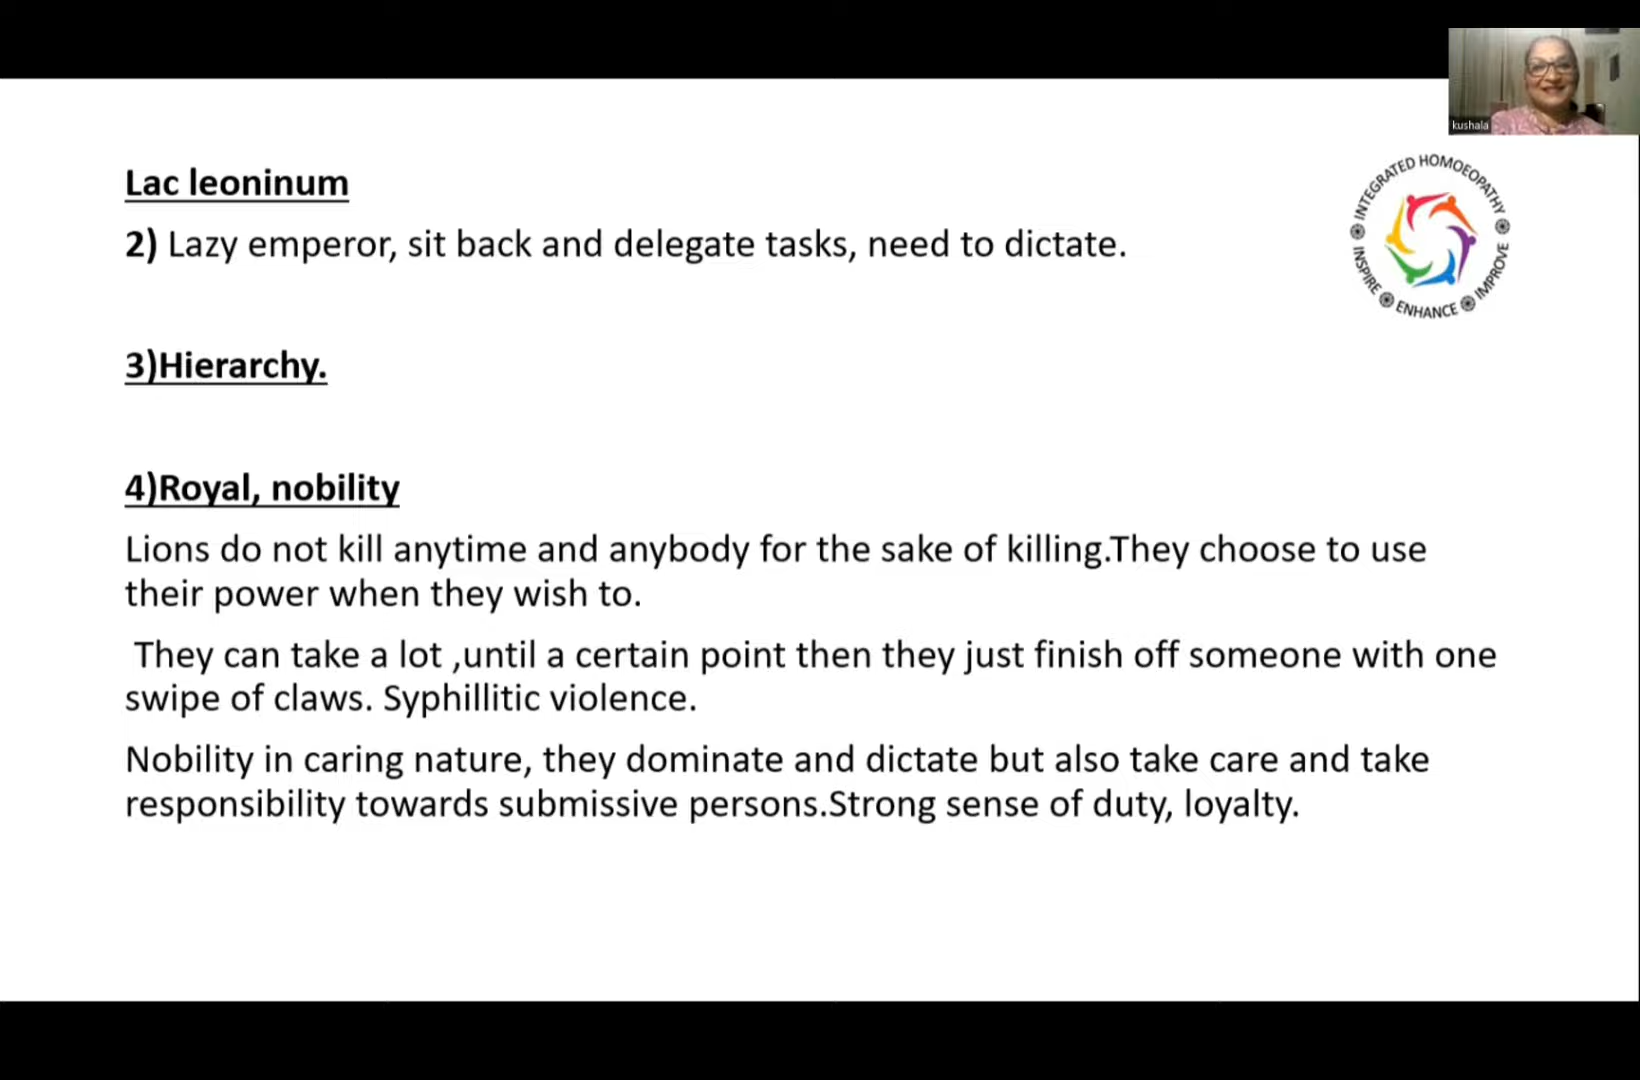 kushala
INTEGRATED HOMOEOPATHY
INSPIRE ENHANCE IMPROVE
Lac leoninum
2) Lazy emperor, sit back and delegate tasks, need to dictate.
3)Hierarchy.
4)Royal, nobility
Lions do not kill anytime and anybody for the sake of killing.They choose to use
their power when they wish to.
They can take a lot ,until a certain point then they just finish off someone with one
swipe of claws. Syphillitic violence.
Nobility in caring nature, they dominate and dictate but also take care and take
responsibility towards submissive persons.Strong sense of duty, loyalty.